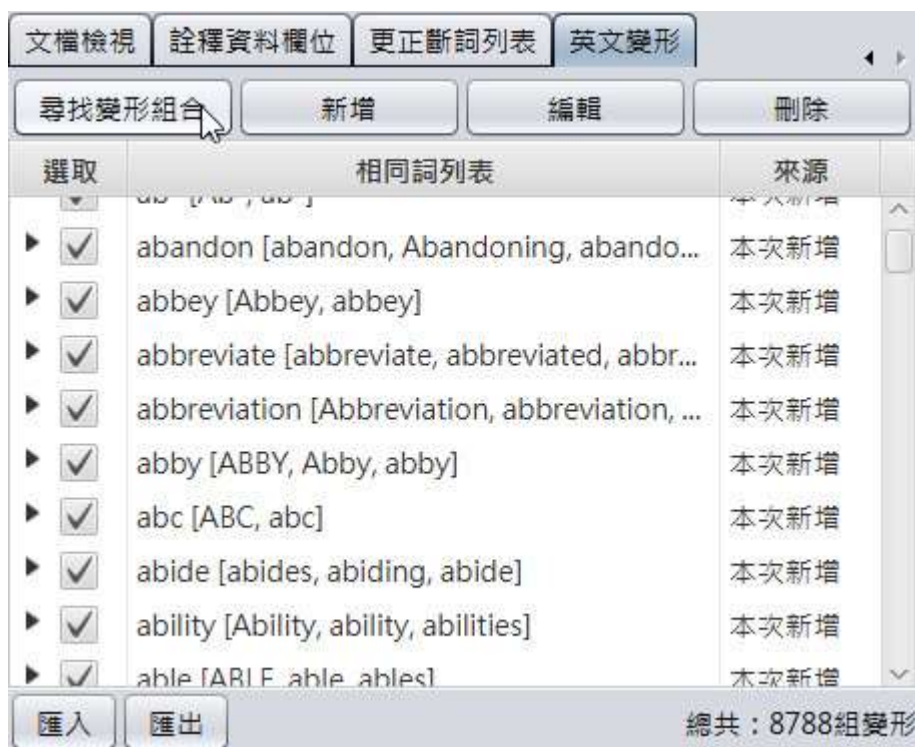 文檔檢視 詮釋資料欄位 更正斷詞列表 英文變形
尋找變形組合 新增 編輯 刪除
選取 相同詞列表 來源
本次新增
abandon [abandon, Abandoning, abando... 本次新增
abbey [Abbey, abbey] 本次新增
abbreviate [abbreviate, abbreviated, abbr... 本次新增
abbreviation [Abbreviation, abbreviation, ... 本次新增
abby [ABBY, Abby, abby] 本次新增
abc [ABC, abc] 本次新增
abide [abides, abiding, abide] 本次新增
ability [Ability, ability, abilities] 本次新增
able [ABLE, able, ables] 本次新增
匯入 匯出 總共：8788組變形